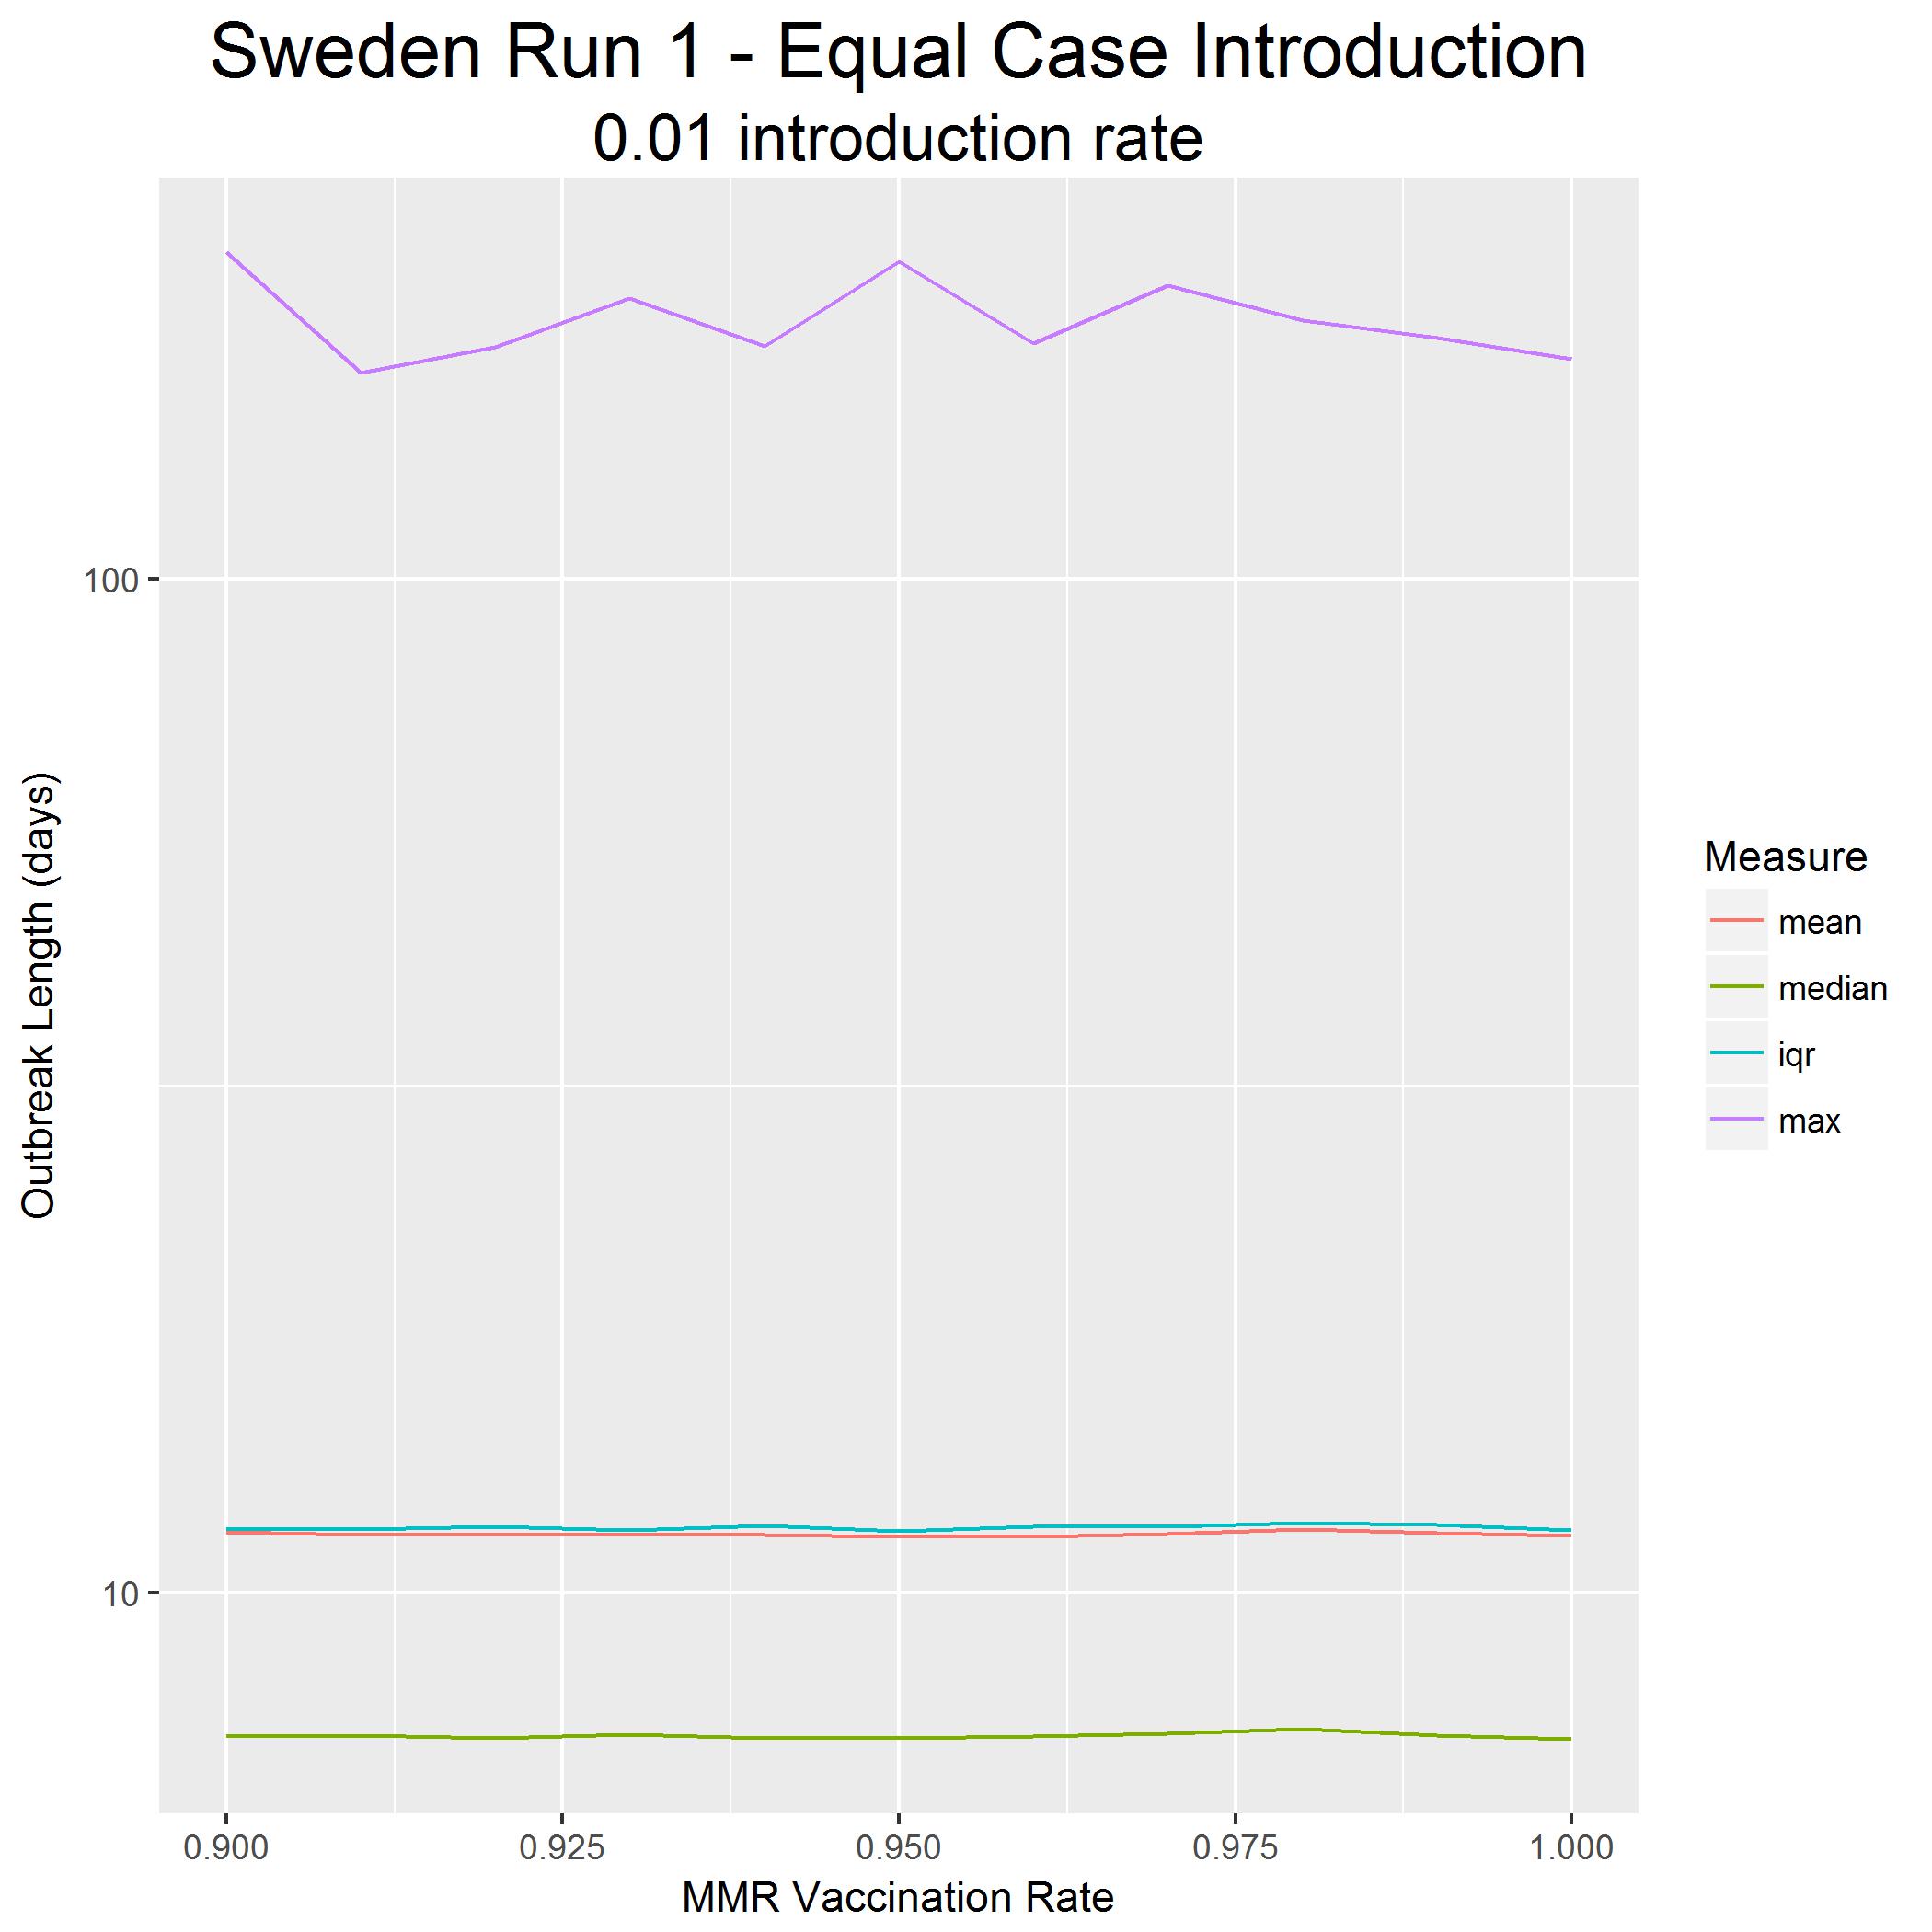 Sweden Run 1 - Equal Case Introduction
0.01 introduction rate
Outbreak Length (days)
100
10
0.900
0.925
0.950
0.975
1.000
MMR Vaccination Rate
Measure
mean
median
iqr
max